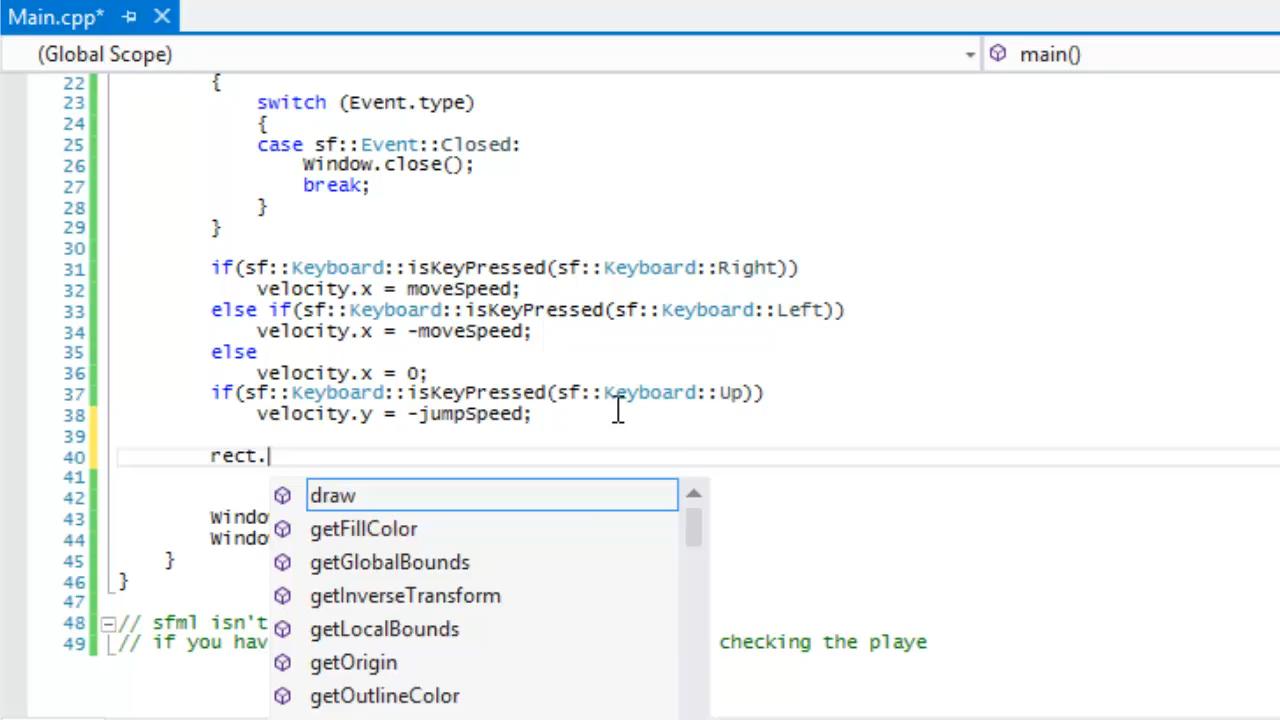 Main.cpp*
(Global Scope) main()
22 {
23 switch (Event.type)
24 {
25 case sf::Event::Closed:
26 Window.close();
27 break;
28 }
29 }
30
31 if(sf::Keyboard::isKeyPressed(sf::Keyboard::Right))
32 velocity.x = moveSpeed;
33 else if(sf::Keyboard::isKeyPressed(sf::Keyboard::Left))
34 velocity.x = -moveSpeed;
35 else
36 velocity.x = 0;
37 if(sf::Keyboard::isKeyPressed(sf::Keyboard::Up))
38 velocity.y = -jumpSpeed;
39
40 rect.
41
42
43 Windo
44 Windo
45 }
46 }
47
48 // sfml isn't
49 // if you hav checking the playe
draw
getFillColor
getGlobalBounds
getInverseTransform
getLocalBounds
getOrigin
getOutlineColor